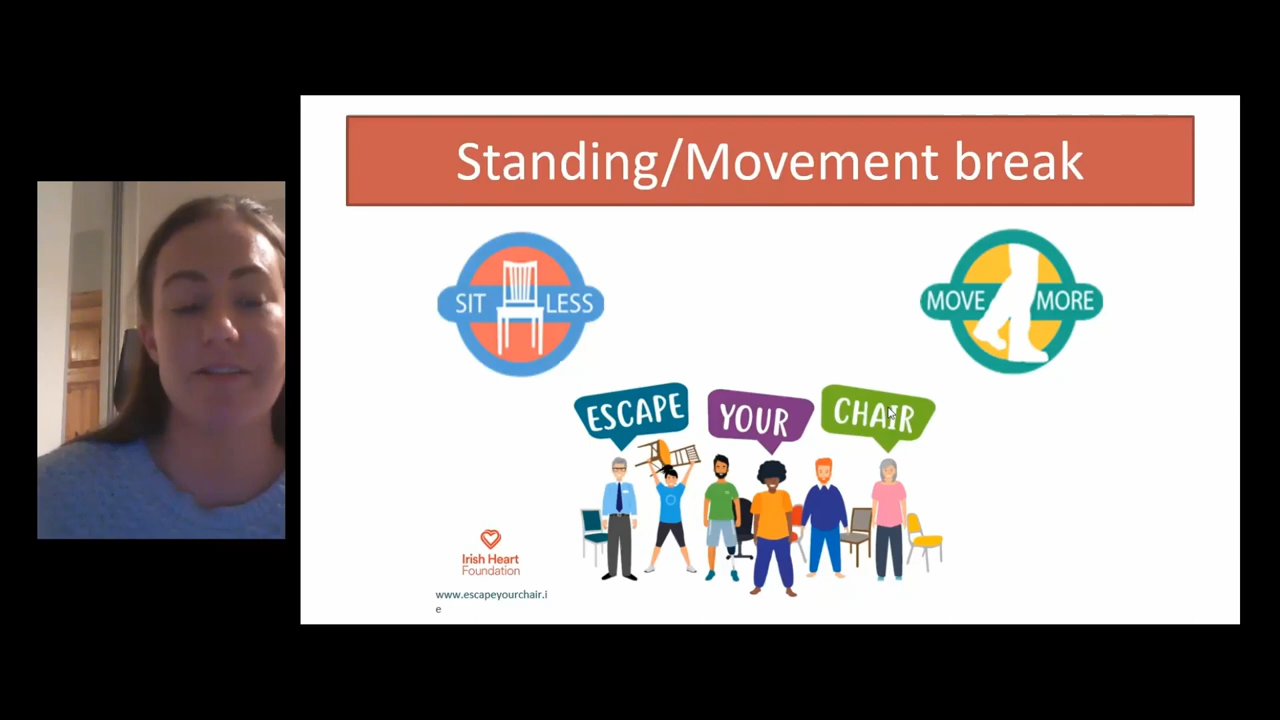 Standing/Movement break
SIT LESS
MOVE MORE
ESCAPE YOUR CHAIR
Irish Heart
Foundation
www.escapeyourchair.i
e